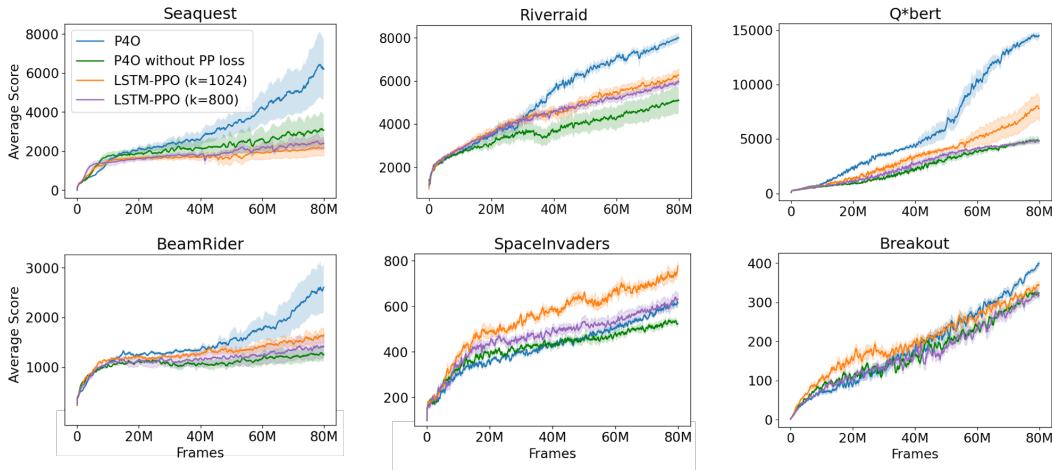 Seaquest
Average Score
8000
6000
4000
2000
0
P4O
P4O without PP loss
LSTM-PPO (k=1024)
LSTM-PPO (k=800)
0 20M 40M 60M 80M
Riverraid
8000
6000
4000
2000
0 20M 40M 60M 80M
Q*bert
15000
10000
5000
0
0 20M 40M 60M 80M
BeamRider
Average Score
3000
2000
1000
0 20M 40M 60M 80M
Frames
SpaceInvaders
800
600
400
200
0 20M 40M 60M 80M
Frames
Breakout
400
300
200
100
0
0 20M 40M 60M 80M
Frames